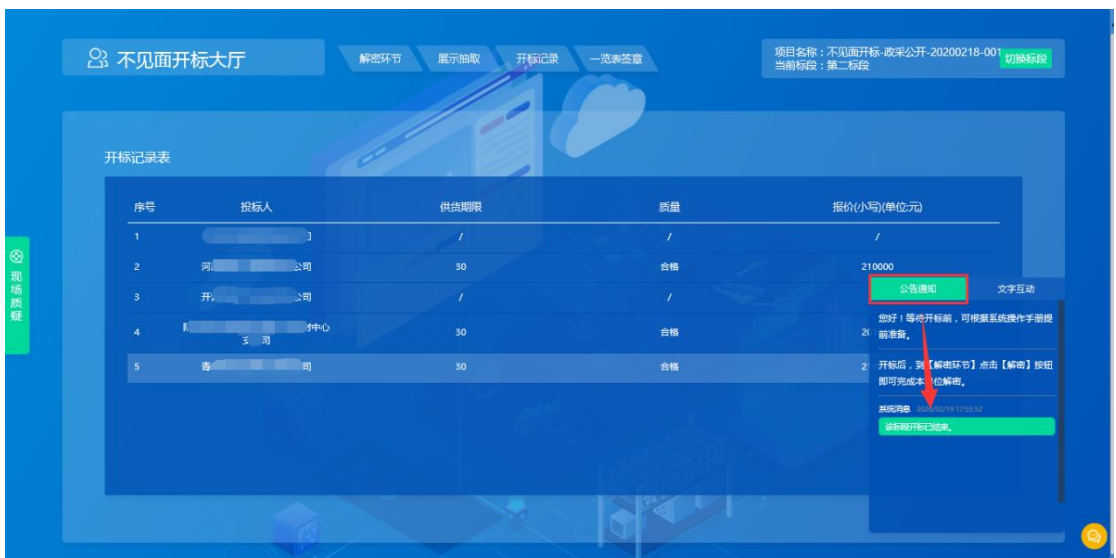 不见面开标大厅
解密环节 展示抽取 开标记录 一览表签章
项目名称：不见面开标-政采公开-20200218-001
当前标段：第二标段
切换标段
开标记录表
序号 投标人 供货期限 质量 报价(小写)(单位:元)
1 / / /
2 河 公司 30 合格 210000
3 开 公司 / /
4 中心 司 30 合格
5 青 司 30 合格
现场质疑
公告通知 文字互动
您好！等待开标前，可根据系统操作手册提
前准备。
开标后，到【解密环节】点击【解密】按钮
即可完成本 位解密。
系统消息 2020/02/19 17:55:52
该标段开标已结束。